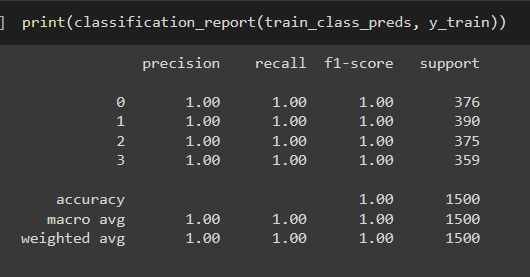 ] print(classification_report(train_class_preds, y_train))
precision recall f1-score support
0 1.00 1.00 1.00 376
1 1.00 1.00 1.00 390
2 1.00 1.00 1.00 375
3 1.00 1.00 1.00 359
accuracy 1.00 1500
macro avg 1.00 1.00 1.00 1500
weighted avg 1.00 1.00 1.00 1500